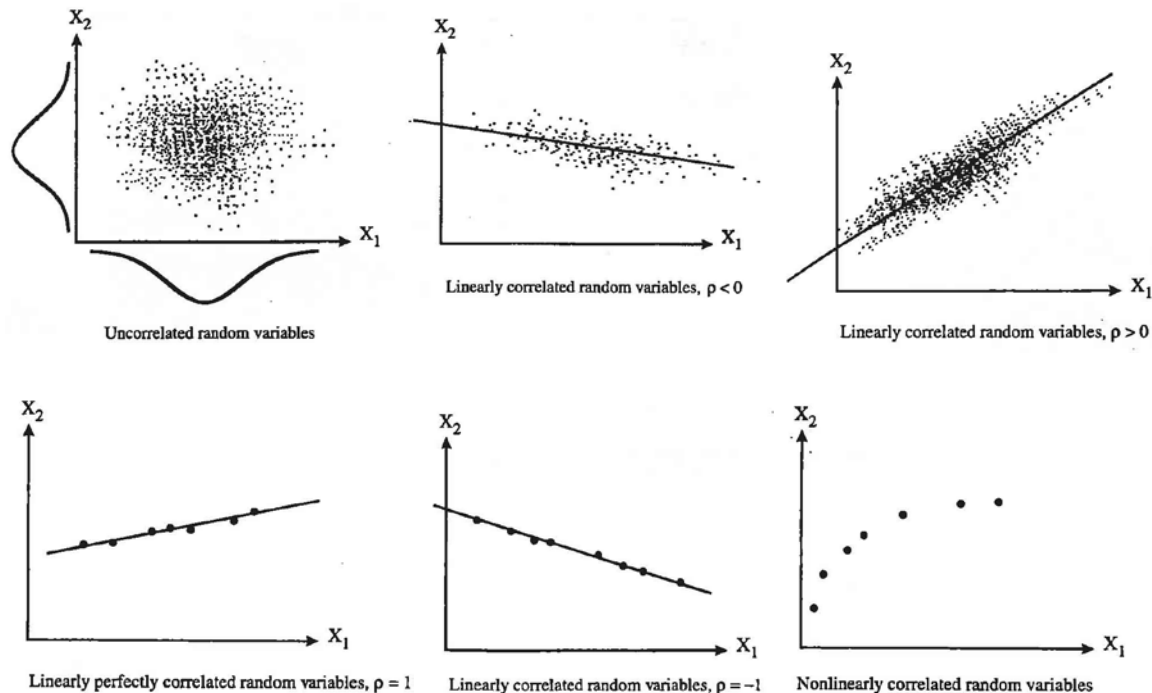 X₂
X₁
Uncorrelated random variables
X₂
X₁
Linearly correlated random variables, ρ < 0
X₂
X₁
Linearly correlated random variables, ρ > 0
X₂
X₁
Linearly perfectly correlated random variables, ρ = 1
X₂
X₁
Linearly correlated random variables, ρ = −1
X₂
X₁
Nonlinearly correlated random variables